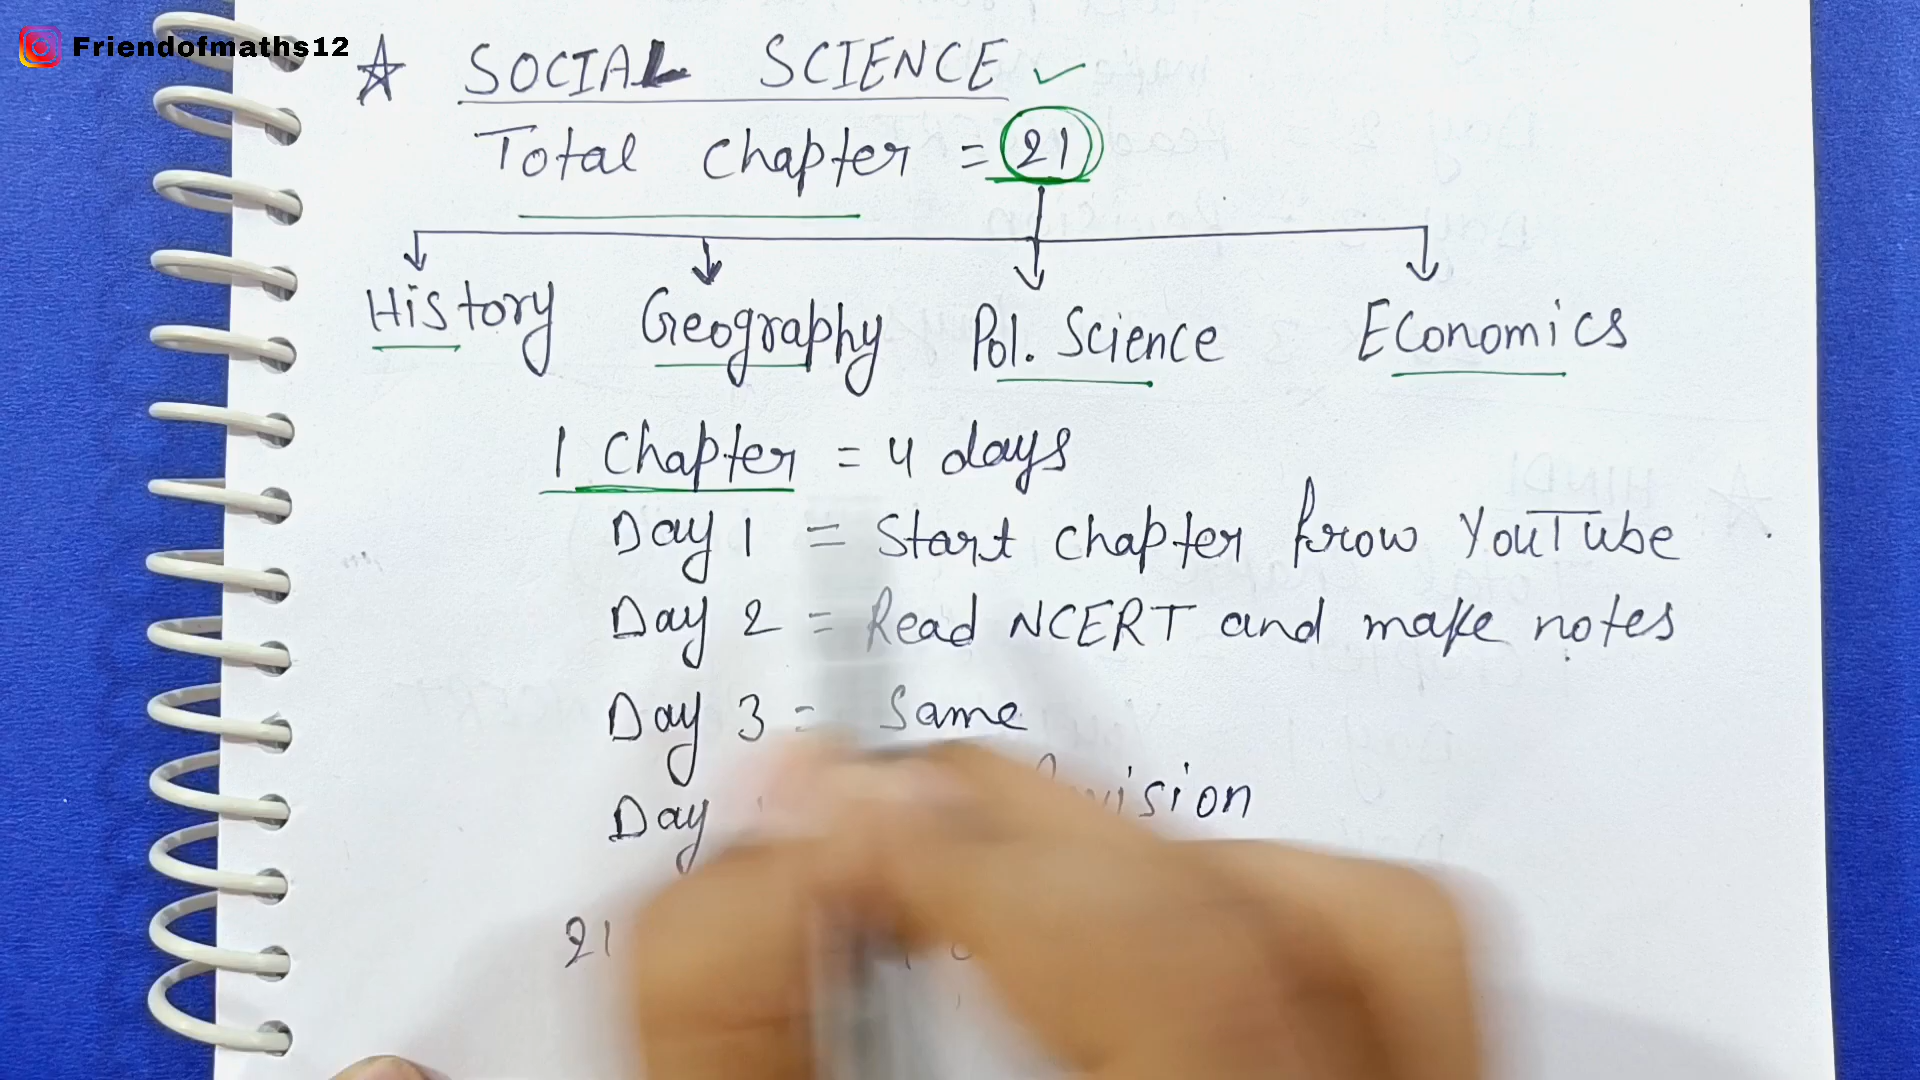 Friendofmaths12
SOCIAL SCIENCE
Total chapter = 21
History Geography Pol. Science Economics
1 Chapter = 4 days
Day 1 = Start chapter from YouTube
Day 2 = Read NCERT and make notes
Day 3 = Same
Day
21